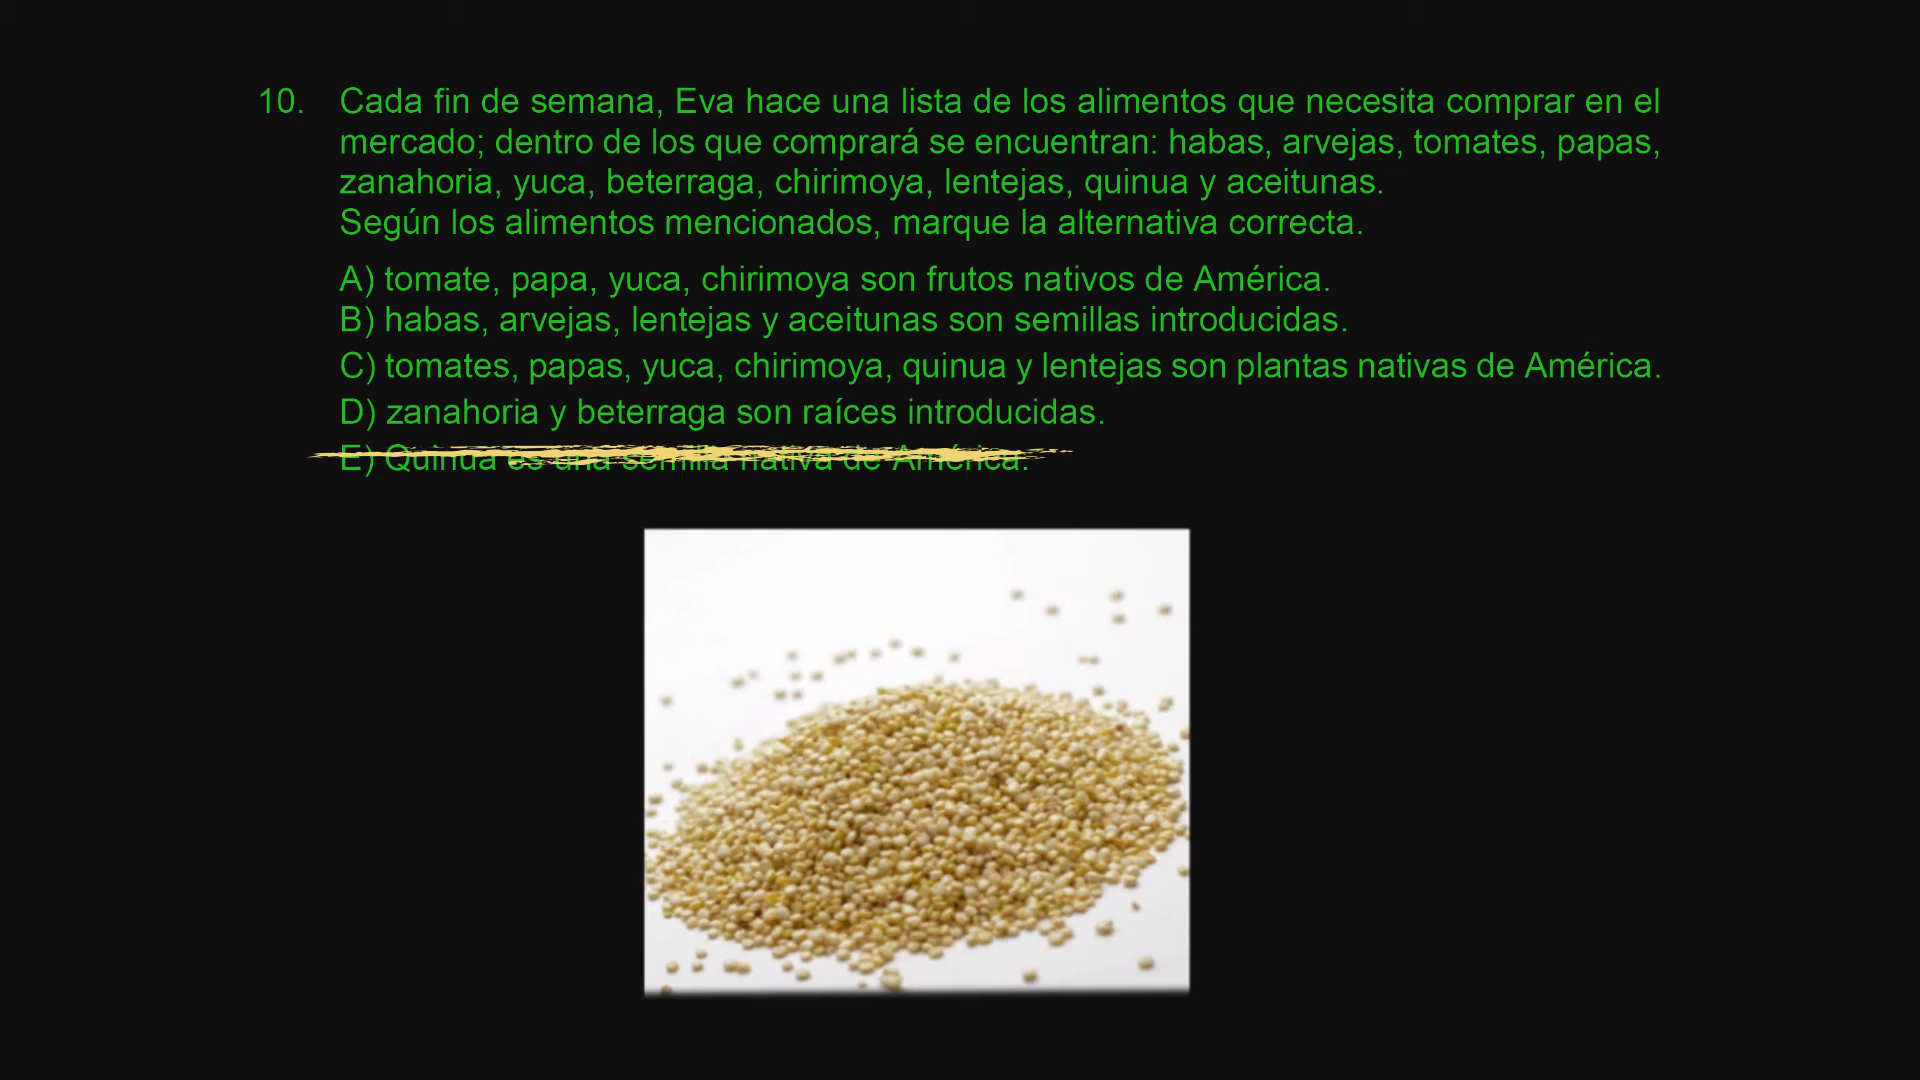 10. Cada fin de semana, Eva hace una lista de los alimentos que necesita comprar en el
mercado; dentro de los que comprará se encuentran: habas, arvejas, tomates, papas,
zanahoria, yuca, beterraga, chirimoya, lentejas, quinua y aceitunas.
Según los alimentos mencionados, marque la alternativa correcta.
A) tomate, papa, yuca, chirimoya son frutos nativos de América.
B) habas, arvejas, lentejas y aceitunas son semillas introducidas.
C) tomates, papas, yuca, chirimoya, quinua y lentejas son plantas nativas de América.
D) zanahoria y beterraga son raíces introducidas.
E) Quinua es una semilla nativa de América.